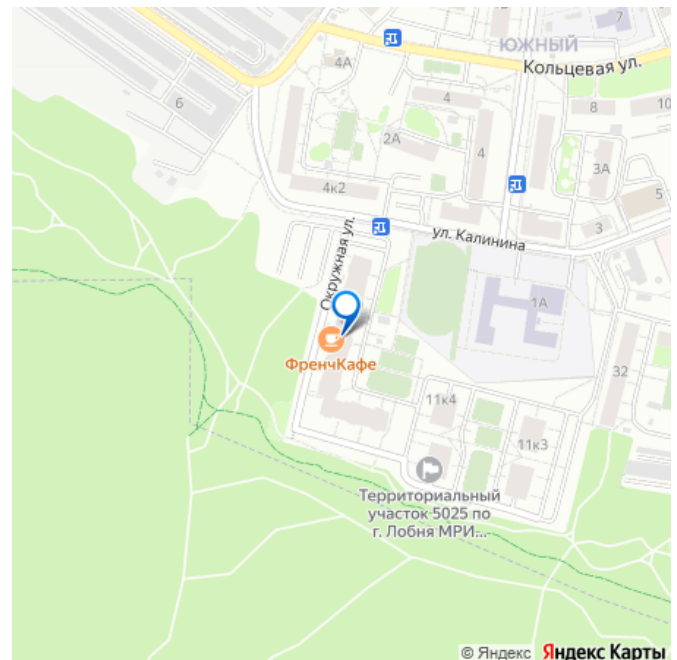 7
ЮЖНЫЙ
Кольцевая ул.
4А
6
4
8
10
2А
4
3А
4к2
5
3
ул. Калинина
Окружная ул.
1А
ФренчКафе
32
11к4
11к3
Территориальный
участок 5025 по
г. Лобня МРИ...
© Яндекс Яндекс Карты